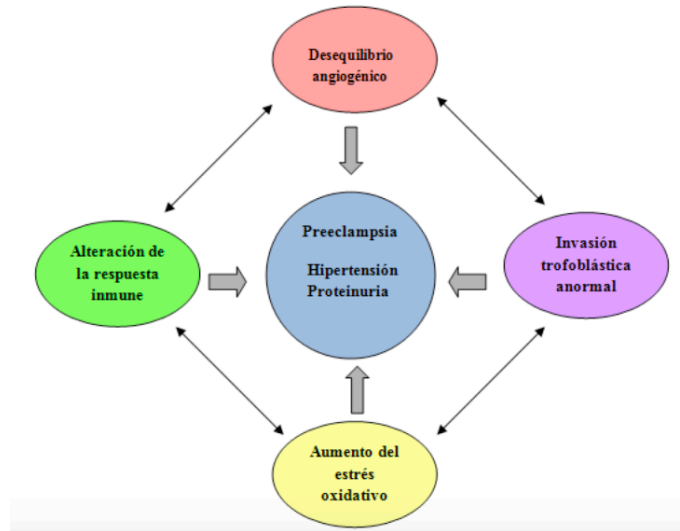 Desequilibrio
angiogénico
Alteración de
la respuesta
inmune
Preeclampsia
Hipertensión
Proteinuria
Invasión
trofoblástica
anormal
Aumento del
estrés
oxidativo